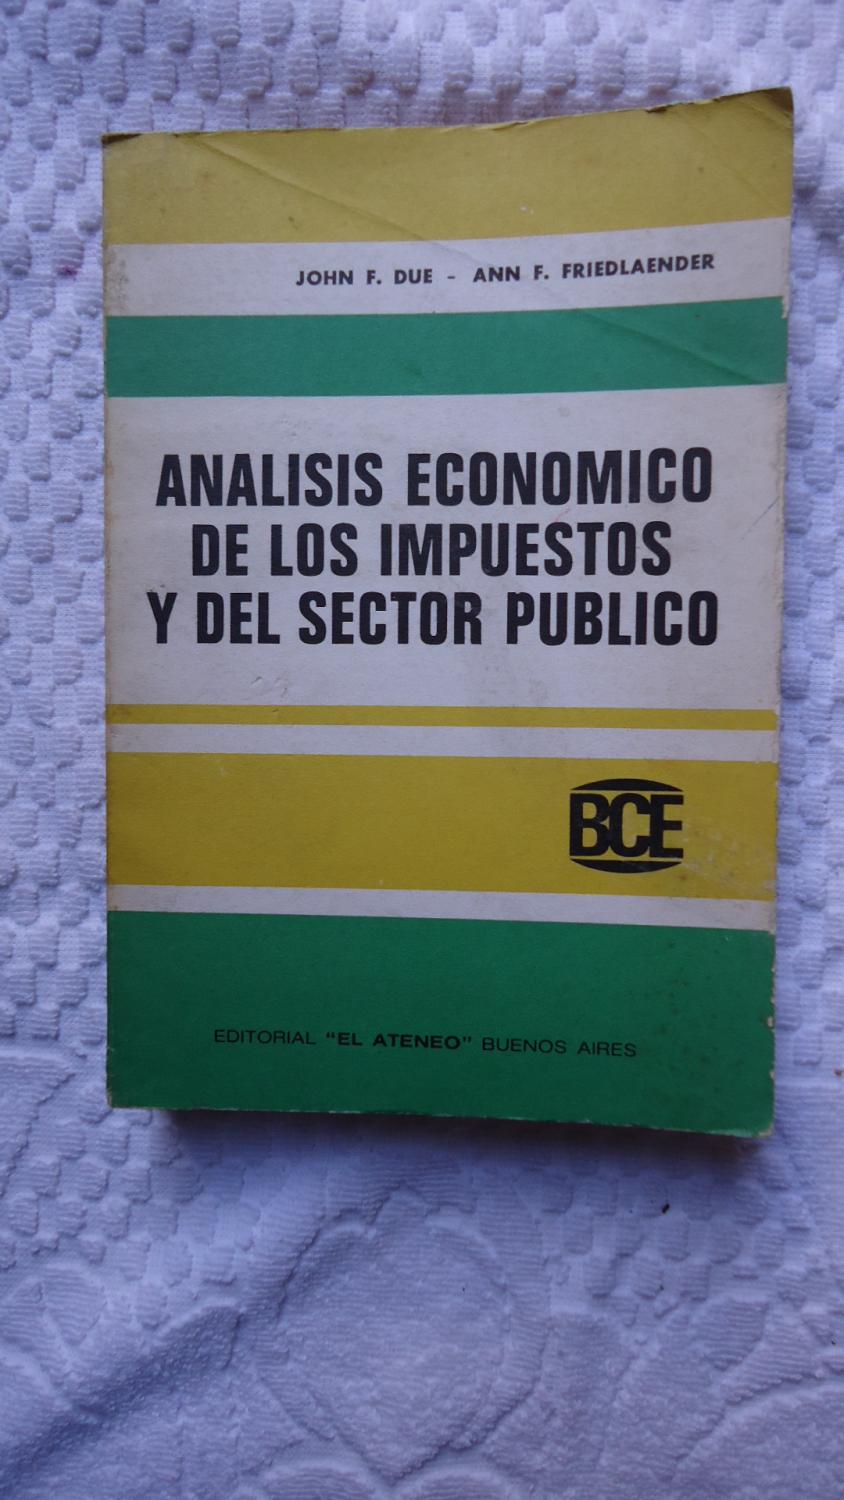 JOHN F. DUE - ANN F. FRIEDLAENDER
ANALISIS ECONOMICO
DE LOS IMPUESTOS
Y DEL SECTOR PUBLICO
BCE
EDITORIAL "EL ATENEO" BUENOS AIRES